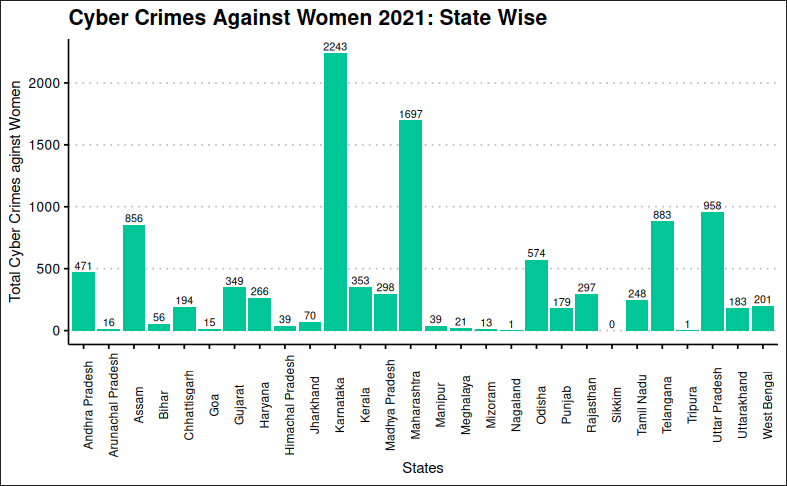 Cyber Crimes Against Women 2021: State Wise
Total Cyber Crimes aginst Women
2000
1500
1000
500
0
471
16
856
56
194
15
349
266
39
70
2243
353
298
1697
39
21
13
1
574
179
297
0
248
883
1
958
183
201
Andhra Pradesh
Arunachal Pradesh
Assam
Bihar
Chhattisgarh
Goa
Gujarat
Haryana
Himachal Pradesh
Jharkhand
Karnataka
Kerala
Madhya Pradesh
Maharashtra
Manipur
Meghalaya
Mizoram
Nagaland
Odisha
Punjab
Rajasthan
Sikkim
Tamil Nadu
Telangana
Tripura
Uttar Pradesh
Uttarakhand
West Bengal
States